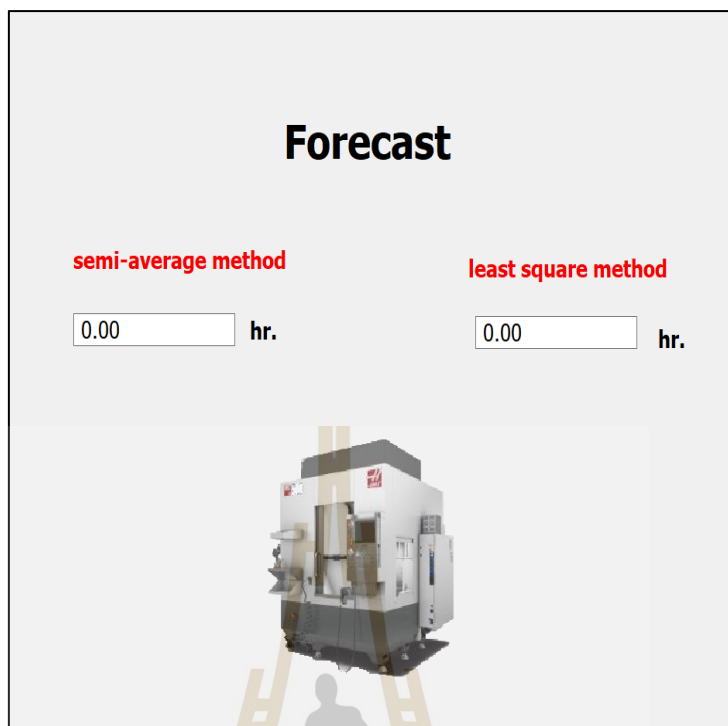 Forecast
semi-average method
least square method
0.00 hr.
0.00 hr.